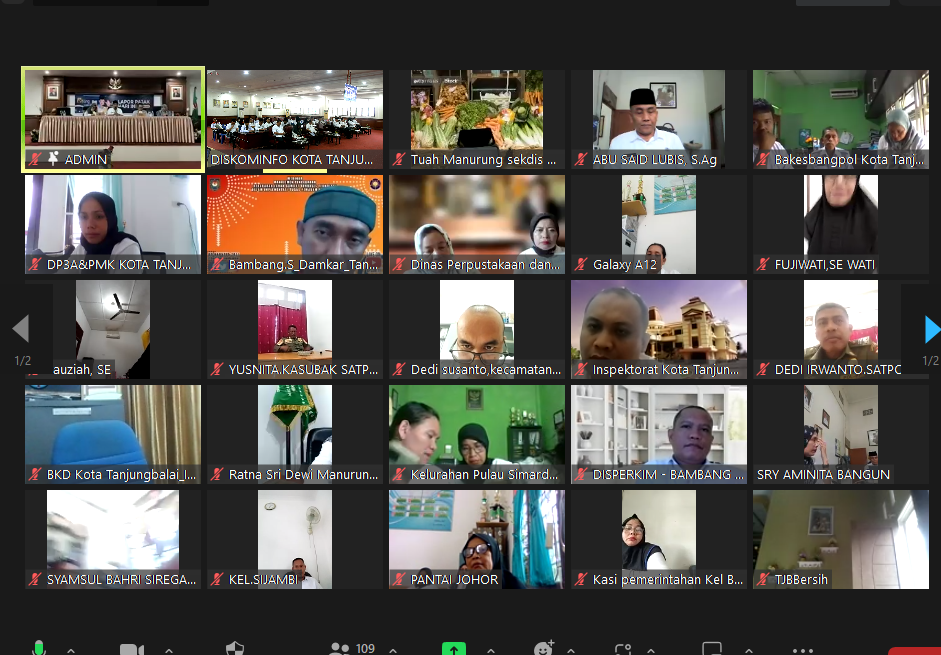 LAPOR PAJAK
ADMIN
DISKOMINFO KOTA TANJU...
Tuah Manurung sekdis ...
ABU SAID LUBIS, S.Ag
Bakesbangpol Kota Tanj...
DP3A&PMK KOTA TANJ...
Bambang.S_Damkar_Tan...
Dinas Perpustakaan dan...
Galaxy A12
FUJIWATI,SE WATI
1/2
auziah, SE
YUSNITA.KASUBAK SATP...
Dedi susanto,kecamatan...
Inspektorat Kota Tanjun...
DEDI IRWANTO.SATPO
1/2
BKD Kota Tanjungbalai_I...
Ratna Sri Dewi Manurun...
Kelurahan Pulau Simard...
DISPERKIM - BAMBANG ...
SRY AMINITA BANGUN
SYAMSUL BAHRI SIREGA...
KEL.SIJAMBI
PANTAI JOHOR
Kasi pemerintahan Kel B...
TJBBersih
109